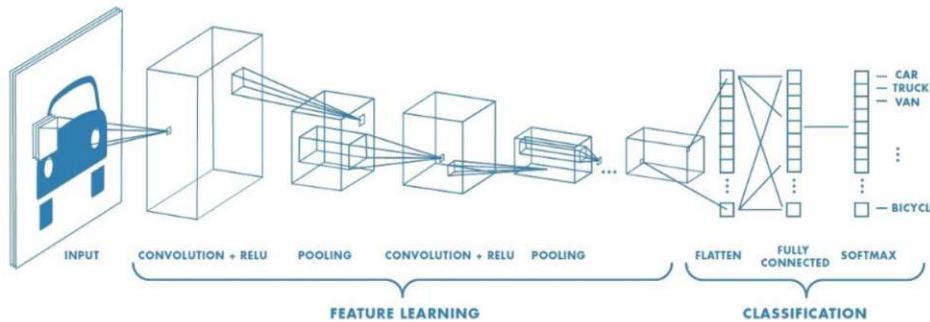 CAR
TRUCK
VAN
BICYCL
INPUT
CONVOLUTION + RELU
POOLING
CONVOLUTION + RELU
POOLING
FLATTEN
FULLY
CONNECTED
SOFTMAX
FEATURE LEARNING
CLASSIFICATION